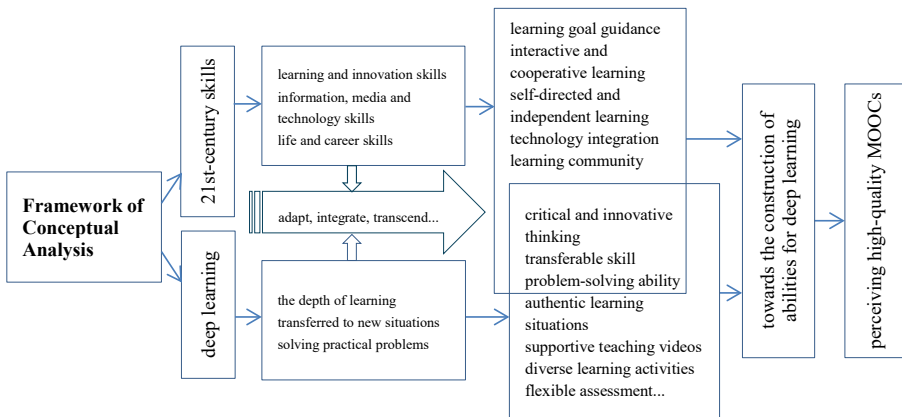 Framework of
Conceptual
Analysis
21st-century skills
deep learning
learning and innovation skills
information, media and
technology skills
life and career skills
adapt, integrate, transcend...
the depth of learning
transferred to new situations
solving practical problems
learning goal guidance
interactive and
cooperative learning
self-directed and
independent learning
technology integration
learning community
critical and innovative
thinking
transferable skill
problem-solving ability
authentic learning
situations
supportive teaching videos
diverse learning activities
flexible assessment...
towards the construction of
abilities for deep learning
perceiving high-quality MOOCs